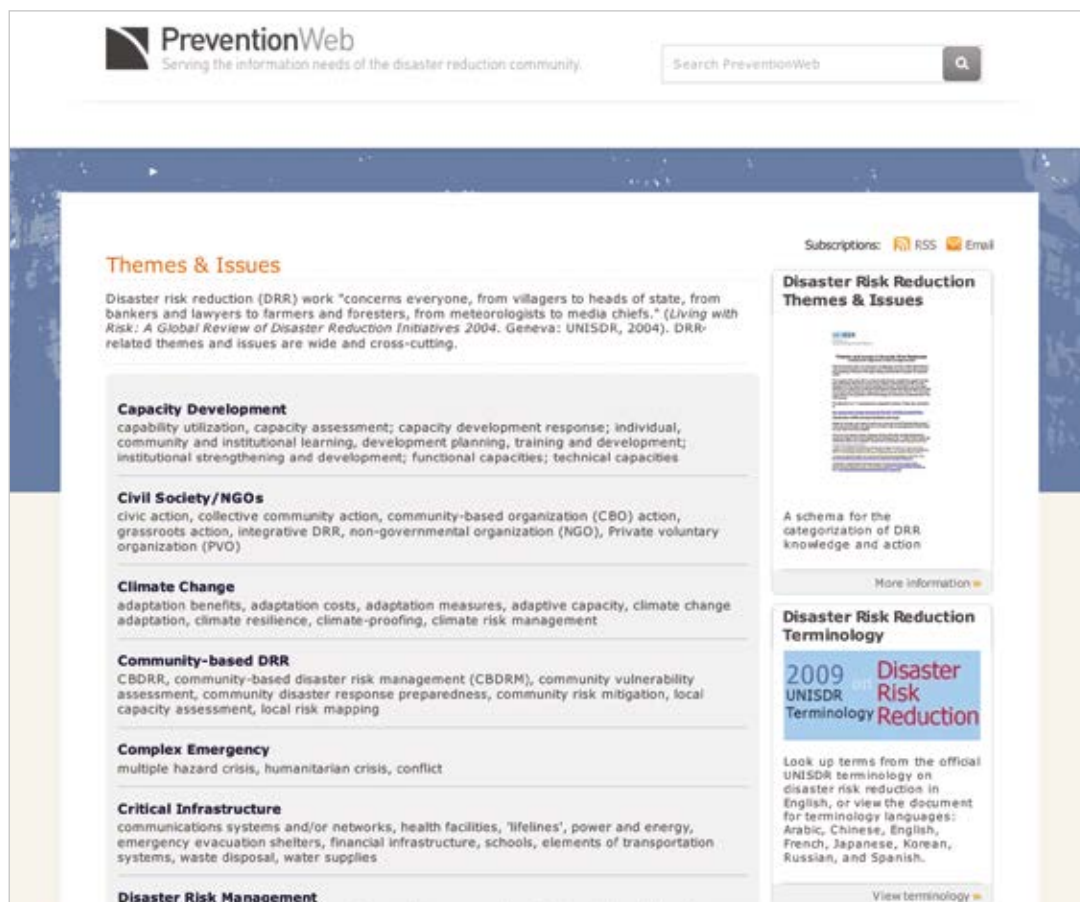 PreventionWeb
Serving the information needs of the disaster reduction community.
Search PreventionWeb
Subscriptions: RSS Email
Themes & Issues
Disaster risk reduction (DRR) work "concerns everyone, from villagers to heads of state, from
bankers and lawyers to farmers and foresters, from meteorologists to media chiefs." (Living with
Risk: A Global Review of Disaster Reduction Initiatives 2004. Geneva: UNISDR, 2004). DRR-
related themes and issues are wide and cross-cutting.
Capacity Development
capability utilization, capacity assessment; capacity development response; individual,
community and institutional learning, development planning, training and development;
institutional strengthening and development; functional capacities; technical capacities
Civil Society/NGOs
civic action, collective community action, community-based organization (CBO) action,
grassroots action, integrative DRR, non-governmental organization (NGO), Private voluntary
organization (PVO)
Climate Change
adaptation benefits, adaptation costs, adaptation measures, adaptive capacity, climate change
adaptation, climate resilience, climate-proofing, climate risk management
Community-based DRR
CBDRR, community-based disaster risk management (CBDRM), community vulnerability
assessment, community disaster response preparedness, community risk mitigation, local
capacity assessment, local risk mapping
Complex Emergency
multiple hazard crisis, humanitarian crisis, conflict
Critical Infrastructure
communications systems and/or networks, health facilities, 'lifelines', power and energy,
emergency evacuation shelters, financial infrastructure, schools, elements of transportation
systems, waste disposal, water supplies
Disaster Risk Management
Disaster Risk Reduction
Themes & Issues
A schema for the
categorization of DRR
knowledge and action
More information »
Disaster Risk Reduction
Terminology
2009 on Disaster
UNISDR Risk
Terminology Reduction
Look up terms from the official
UNISDR terminology on
disaster risk reduction in
English, or view the document
for terminology languages:
Arabic, Chinese, English,
French, Japanese, Korean,
Russian, and Spanish.
View terminology »